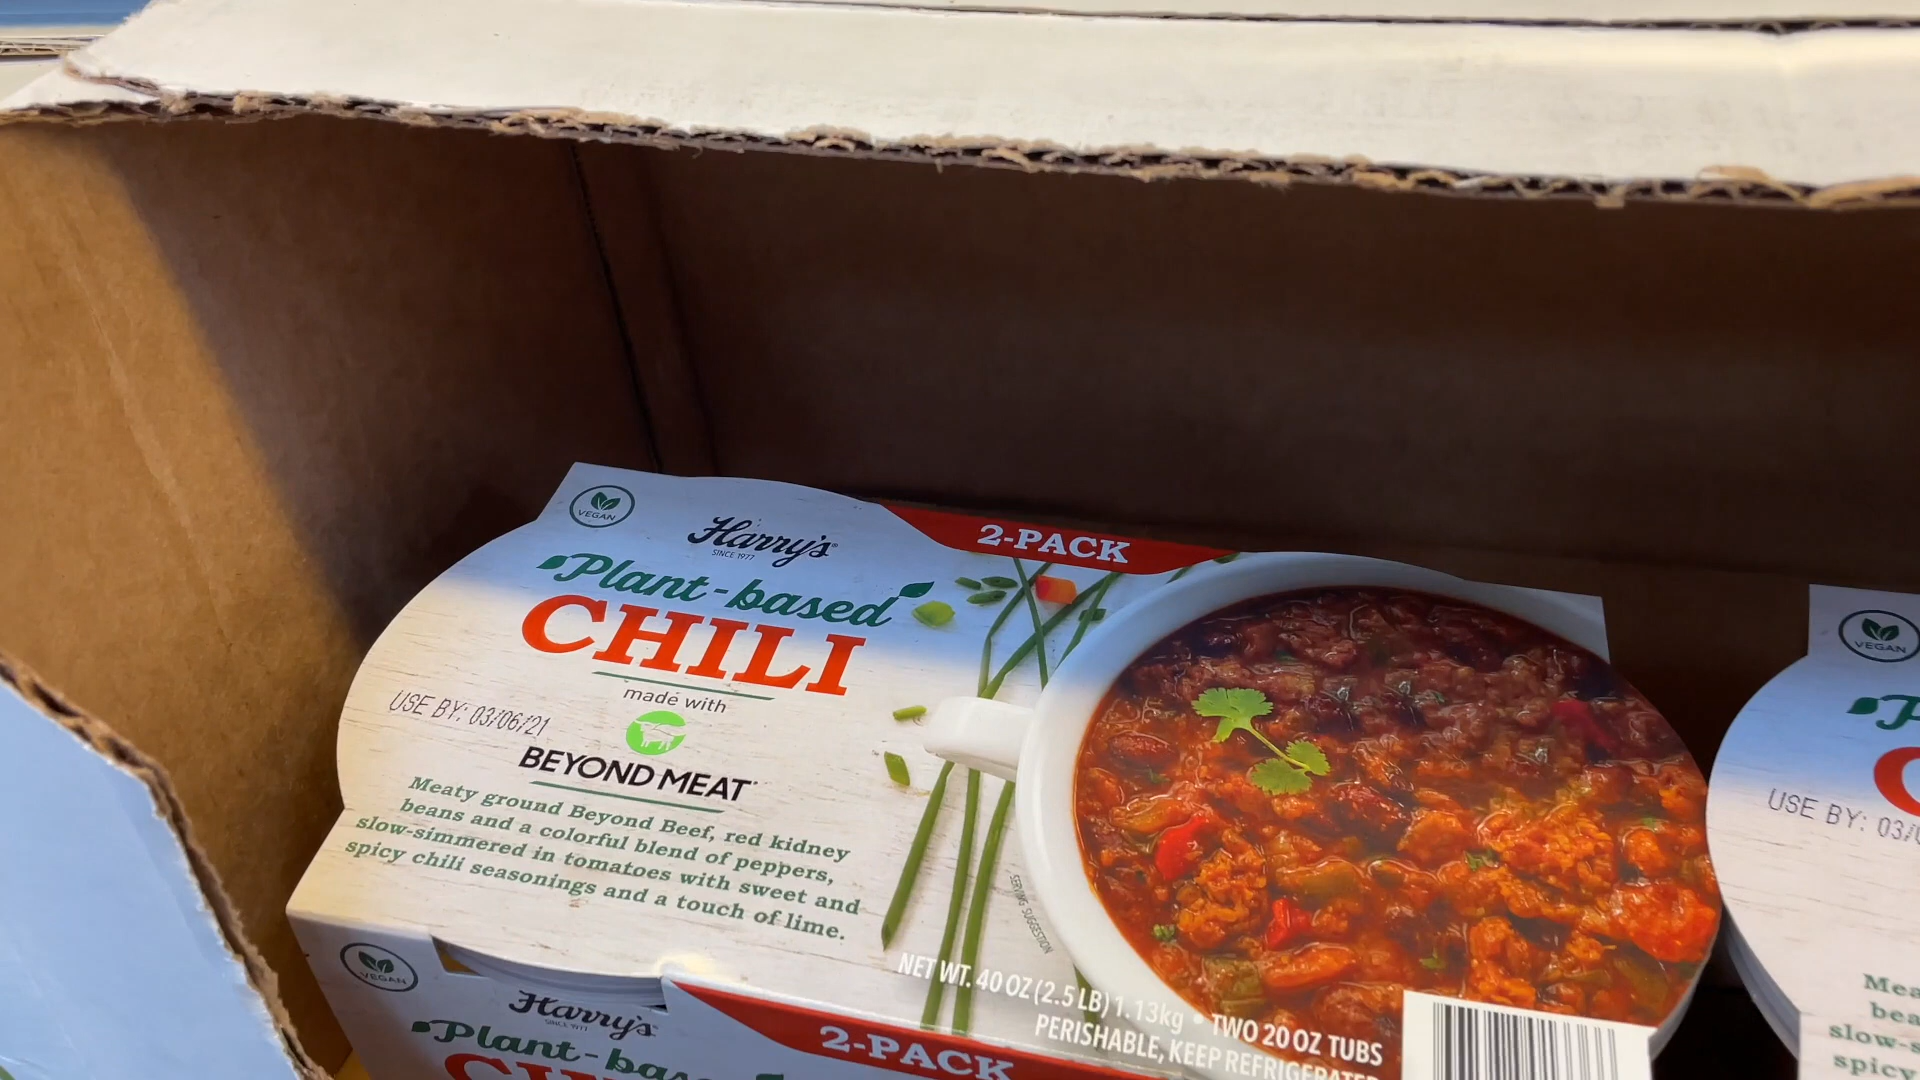 VEGAN
Harry's
SINCE 1977
2-PACK
Plant-based
CHILI
made with
USE BY: 03/06/21
BEYOND MEAT
Meaty ground Beyond Beef, red kidney
beans and a colorful blend of peppers,
slow-simmered in tomatoes with sweet and
spicy chili seasonings and a touch of lime.
SERVING SUGGESTION
NET WT. 40 OZ (2.5 LB) 1.13kg • TWO 20 OZ TUBS
PERISHABLE, KEEP REFRIGERATED
VEGAN
Harry's
SINCE 1977
2-PACK
Plant-bas
VEGAN
USE BY: 03/
Mea
bea
slow-s
spicy